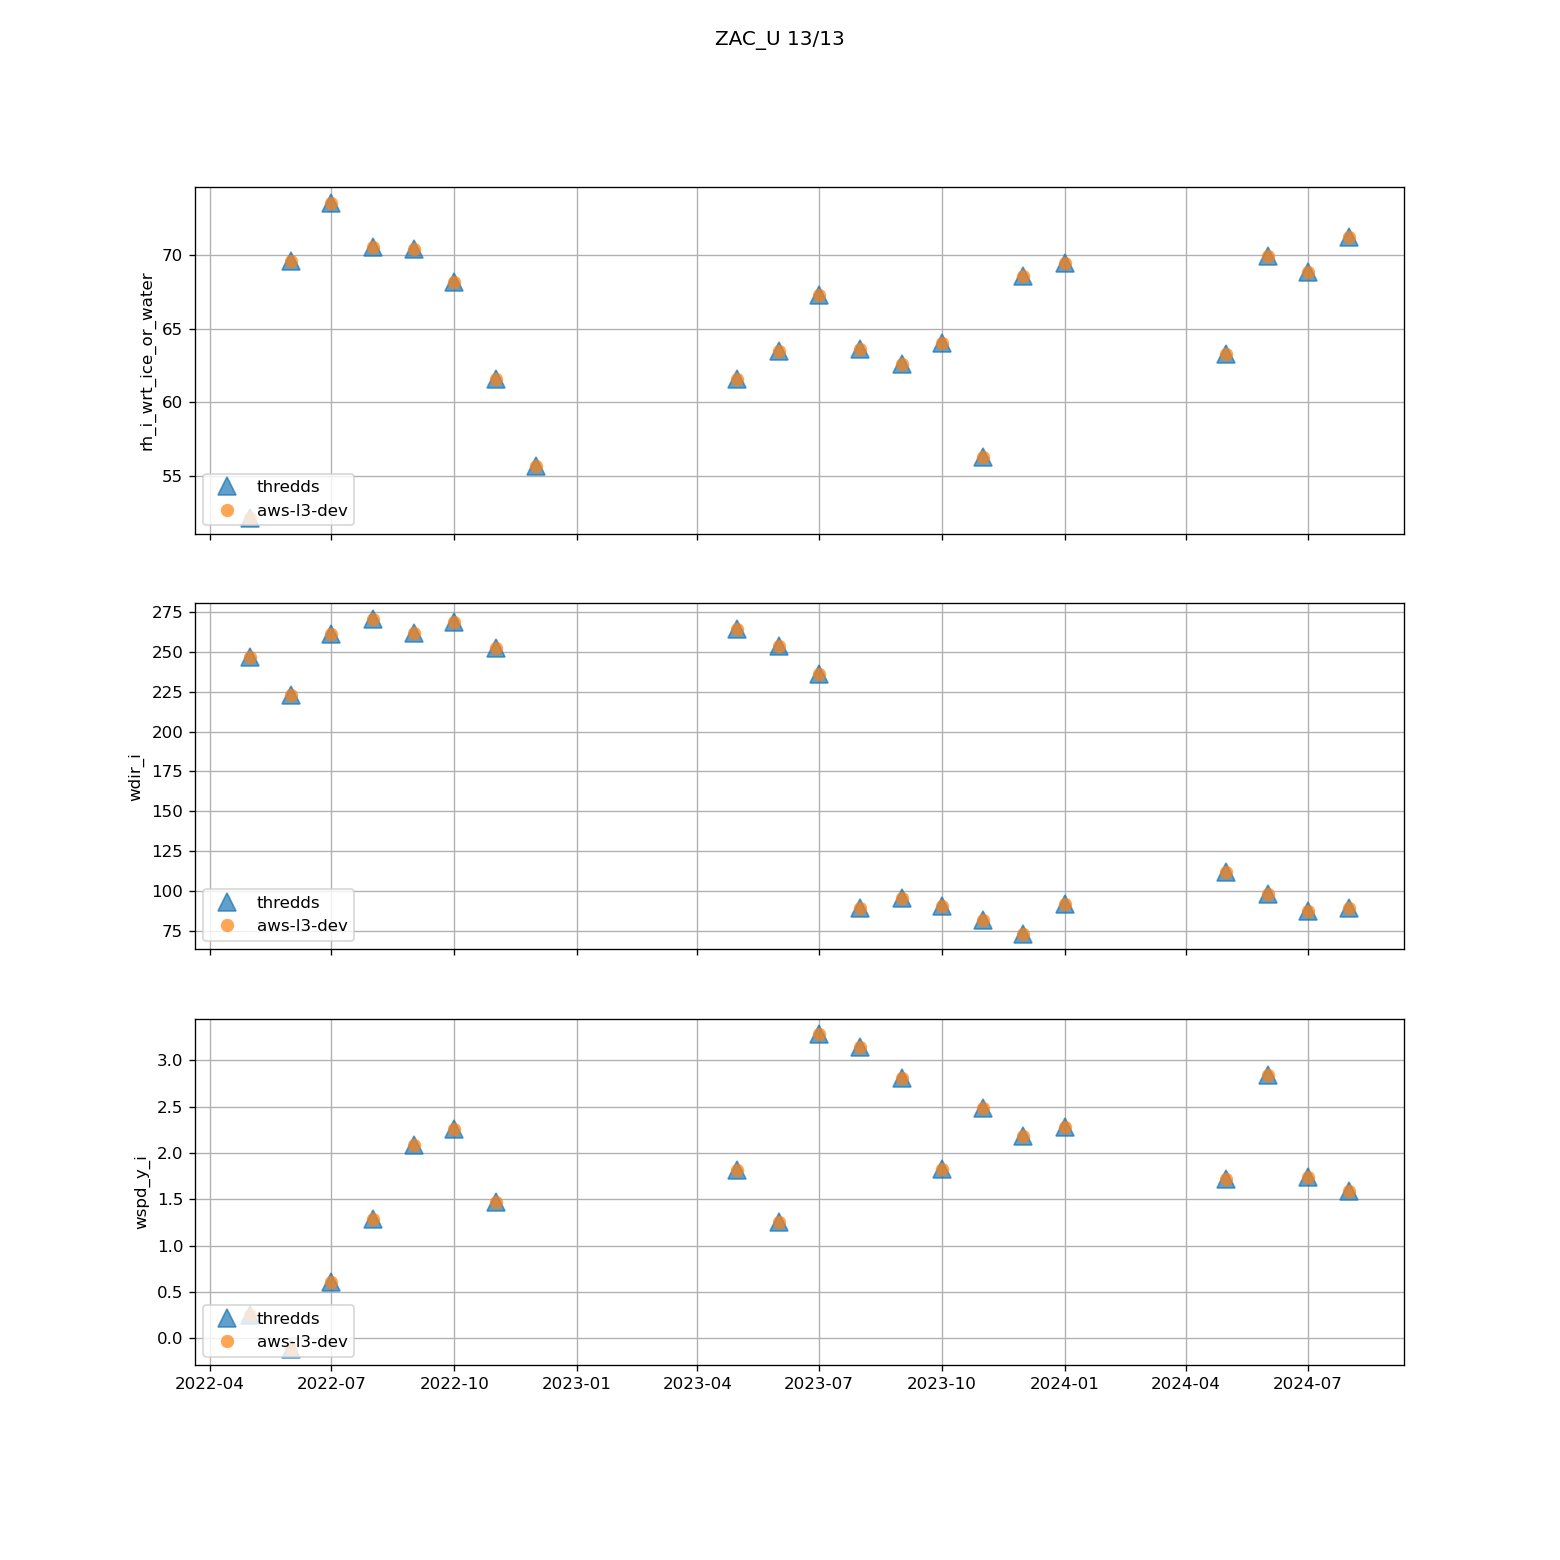 ZAC_U 13/13
rh_i_wrt_ice_or_water
70
65
60
55
thredds
aws-l3-dev
wdir_i
275
250
225
200
175
150
125
100
75
thredds
aws-l3-dev
wspd_y_i
3.0
2.5
2.0
1.5
1.0
0.5
0.0
thredds
aws-l3-dev
2022-04 2022-07 2022-10 2023-01 2023-04 2023-07 2023-10 2024-01 2024-04 2024-07